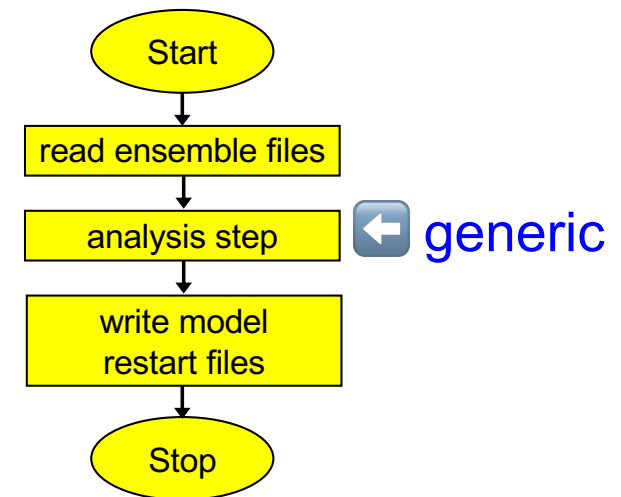 Start
read ensemble files
analysis step
generic
write model
restart files
Stop